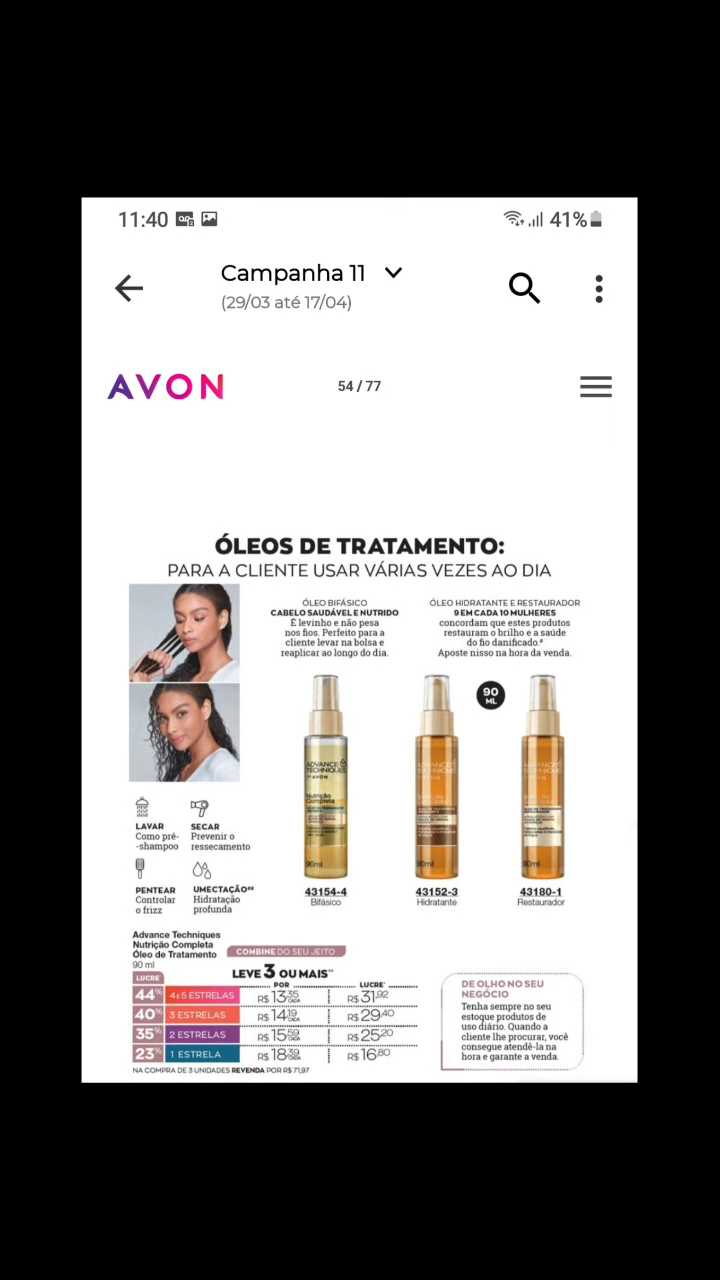 11:40
41%
Campanha 11
(29/03 até 17/04)
AVON
54 / 77
ÓLEOS DE TRATAMENTO:
PARA A CLIENTE USAR VÁRIAS VEZES AO DIA
ÓLEO BIFÁSICO
CABELO SAUDÁVEL E NUTRIDO
É levinho e não pesa
nos fios. Perfeito para a
cliente levar na bolsa e
reaplicar ao longo do dia.
ÓLEO HIDRATANTE E RESTAURADOR
9 EM CADA 10 MULHERES
concordam que estes produtos
restauram o brilho e a saúde
do fio danificado.#
Aposte nisso na hora da venda.
90
ML
ADVANCE
TECHNIQUES
BY AVON
Nutrição
Completa
90ml
ADVANCE
TECHNIQUES
90ml
ADVANCE
TECHNIQUES
90ml
LAVAR
Como pré-
-shampoo
SECAR
Prevenir o
ressecamento
PENTEAR
Controlar
o frizz
UMECTAÇÃO##
Hidratação
profunda
43154-4
Bifásico
43152-3
Hidratante
43180-1
Restaurador
Advance Techniques
Nutrição Completa
Óleo de Tratamento
90 ml
COMBINE DO SEU JEITO
LEVE 3 OU MAIS**
LUCRE* POR LUCRE*
44% 4 E 5 ESTRELAS R$ 13,35 CADA R$ 31,92
40% 3 ESTRELAS R$ 14,19 CADA R$ 29,40
35% 2 ESTRELAS R$ 15,59 CADA R$ 25,20
23% 1 ESTRELA R$ 18,39 CADA R$ 16,80
NA COMPRA DE 3 UNIDADES REVENDA POR R$ 71,97
DE OLHO NO SEU
NEGÓCIO
Tenha sempre no seu
estoque produtos de
uso diário. Quando a
cliente lhe procurar, você
consegue atendê-la na
hora e garante a venda.